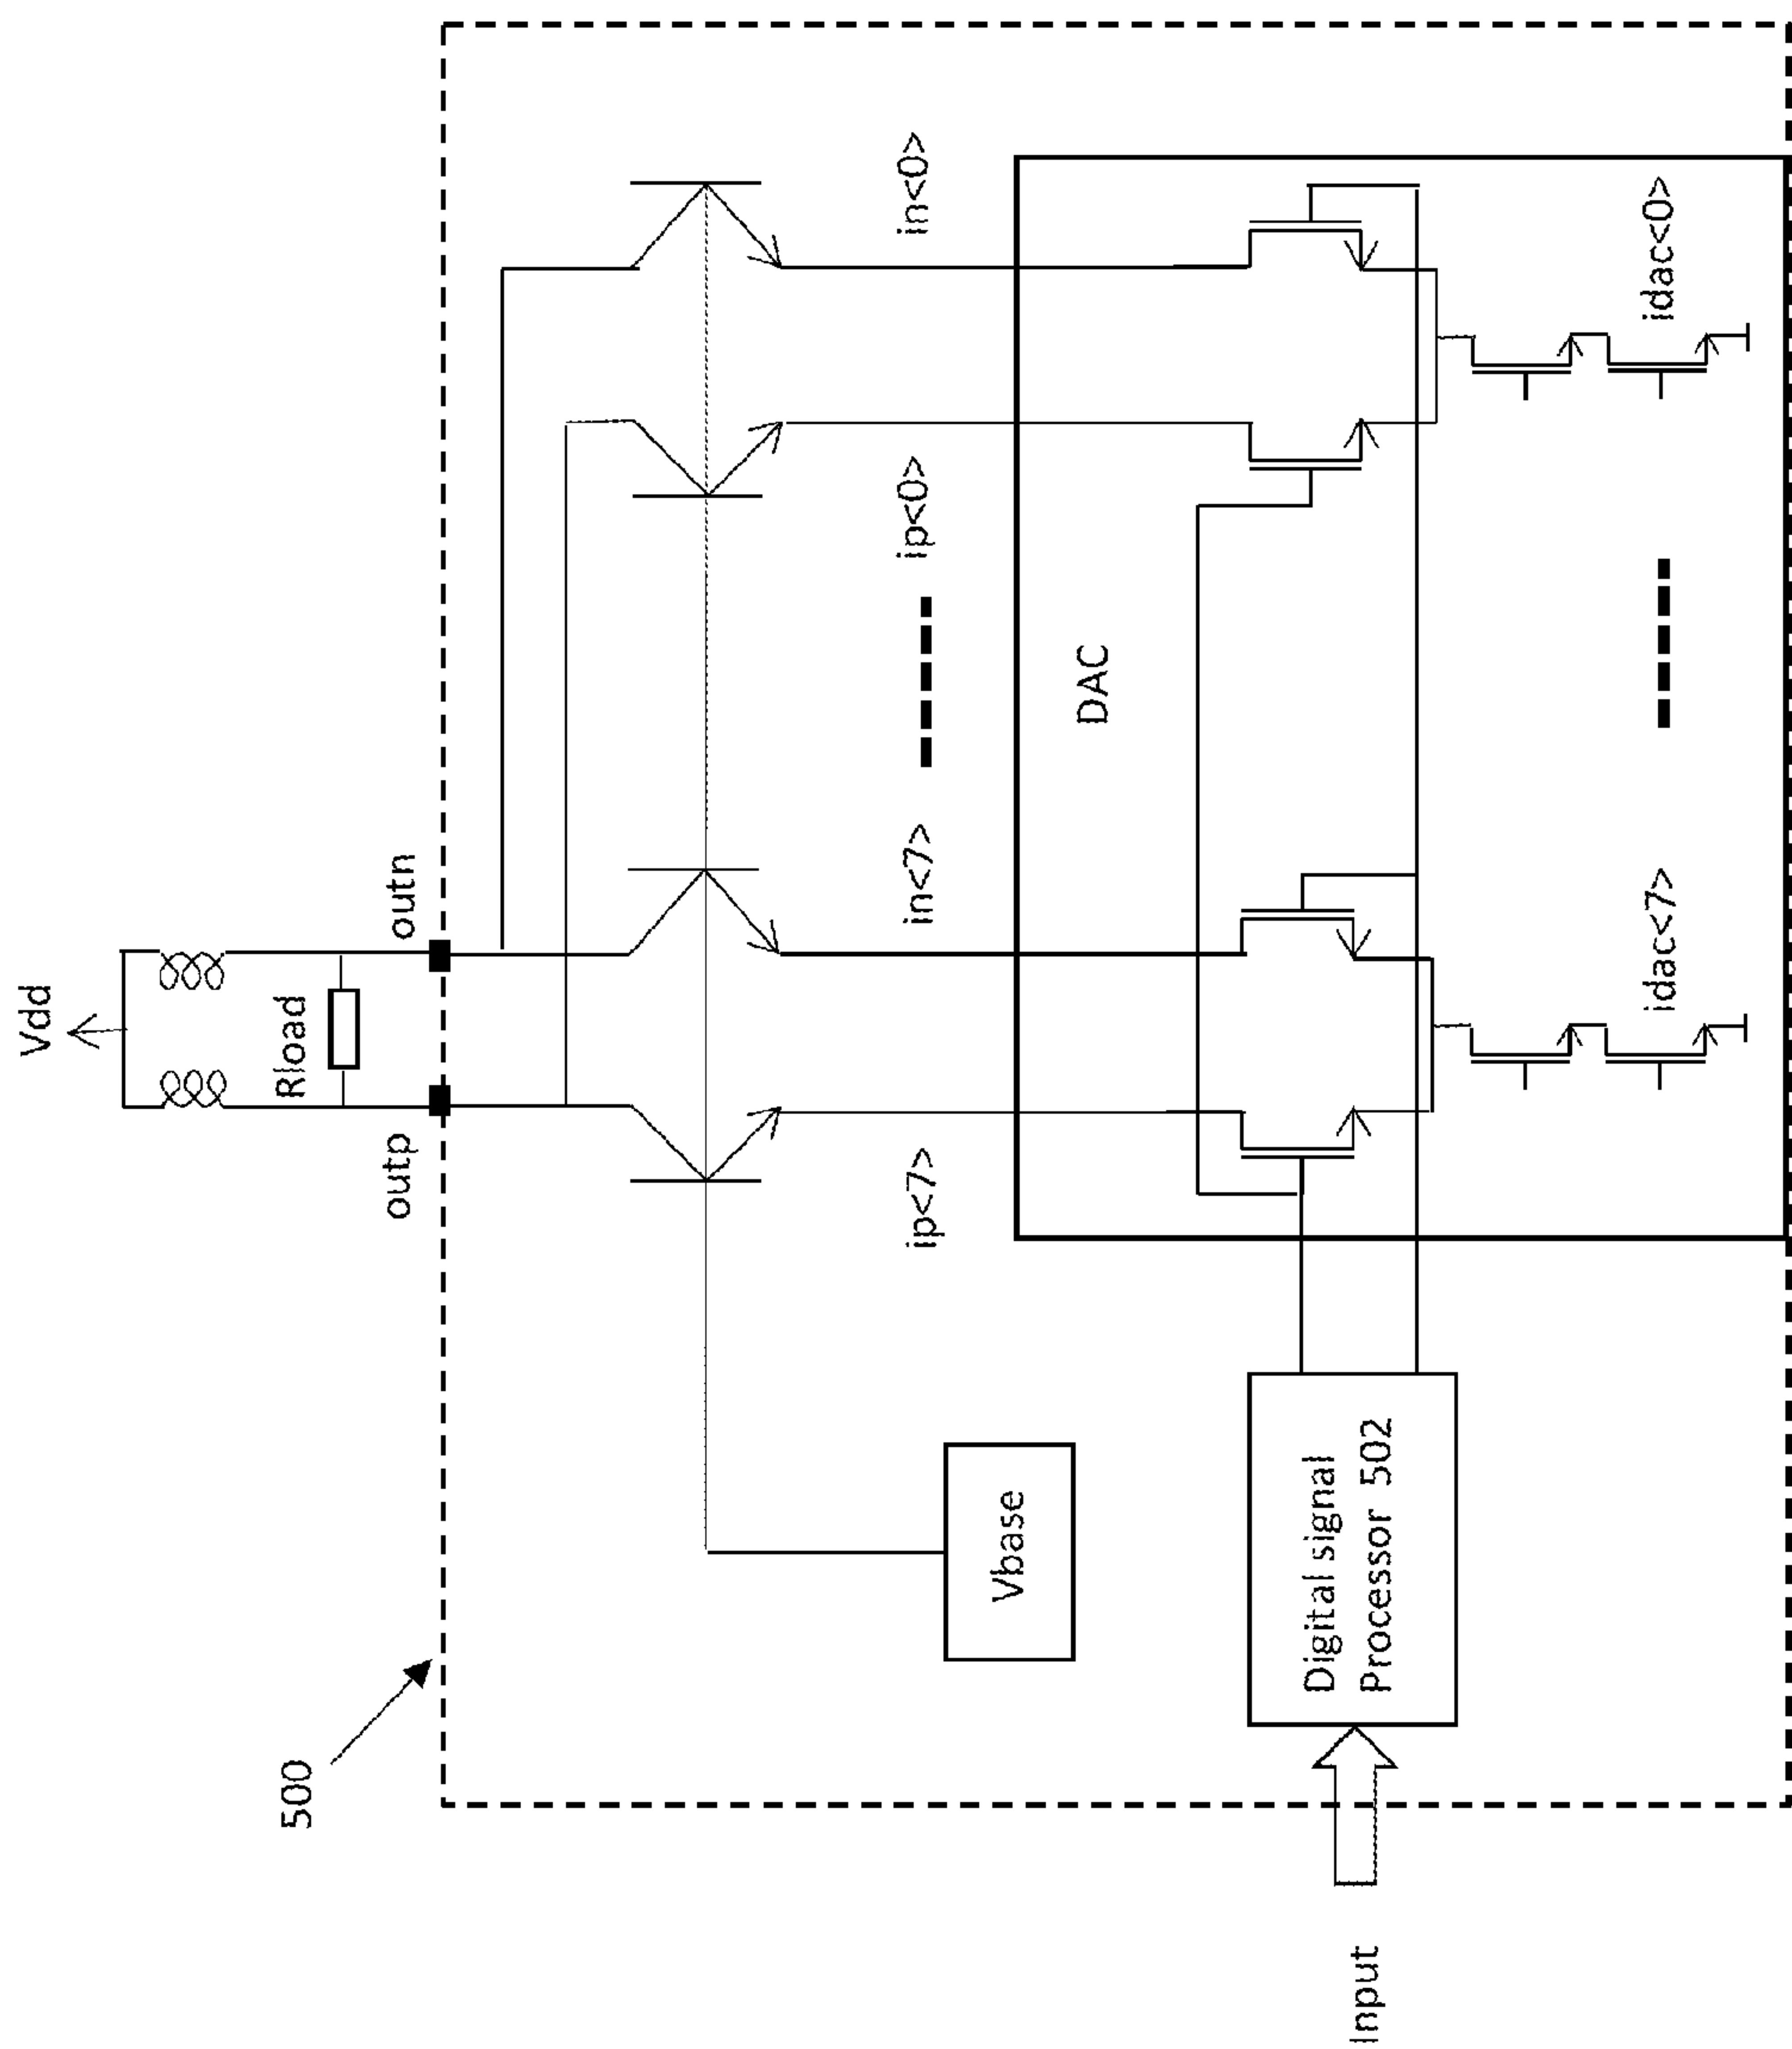 500
Vdd
Rload
outp
outn
ip<7>
in<7>
ip<0>
in<0>
Vbase
DAC
Input
Digital signal
Processor 502
idac<7>
idac<0>